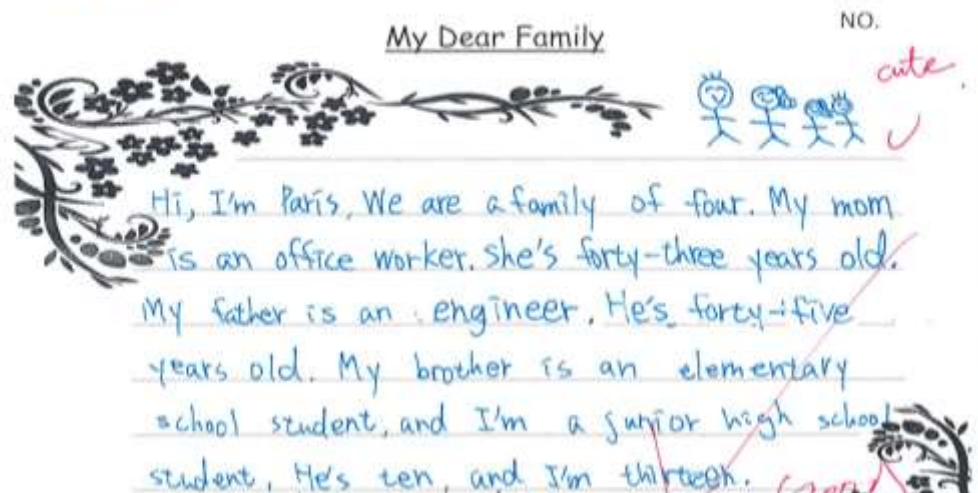 My Dear Family
NO.
cute.
Hi, I'm Paris. We are a family of four. My mom
is an office worker. She's forty-three years old.
My father is an engineer. He's forty-five
years old. My brother is an elementary
school student, and I'm a junior high school
student. He's ten, and I'm thirteen.
Good